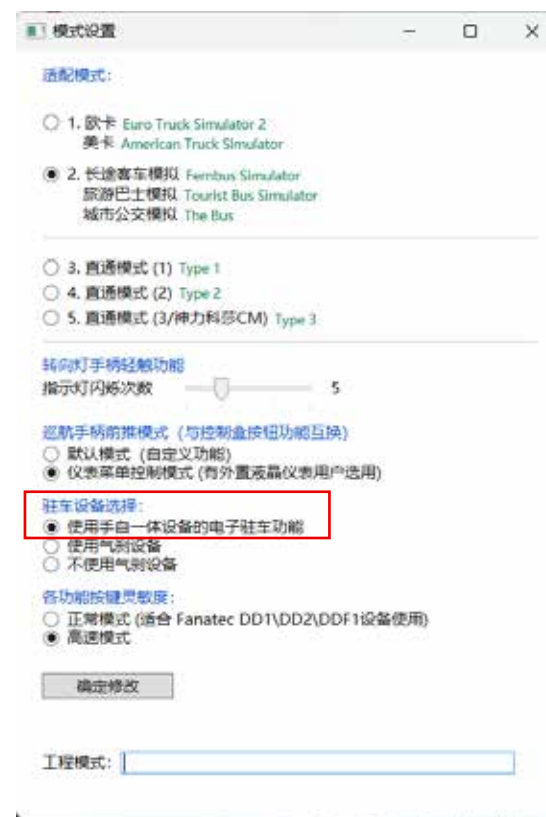 模式设置
适配模式：
1. 欧卡 Euro Truck Simulator 2
美卡 American Truck Simulator
2. 长途客车模拟 Fernbus Simulator
旅游巴士模拟 Tourist Bus Simulator
城市公交模拟 The Bus
3. 直通模式 (1) Type 1
4. 直通模式 (2) Type 2
5. 直通模式 (3/神力科莎CM) Type 3
转向灯手柄轻触功能
指示灯闪烁次数 5
巡航手柄前推模式（与控制盒按钮功能互换）
默认模式（自定义功能）
仪表菜单控制模式 (有外置液晶仪表用户选用)
驻车设备选择：
使用手自一体设备的电子驻车功能
使用气刹设备
不使用气刹设备
各功能按键灵敏度：
正常模式 (适合 Fanatec DD1\DD2\DDF1设备使用)
高速模式
确定修改
工程模式：